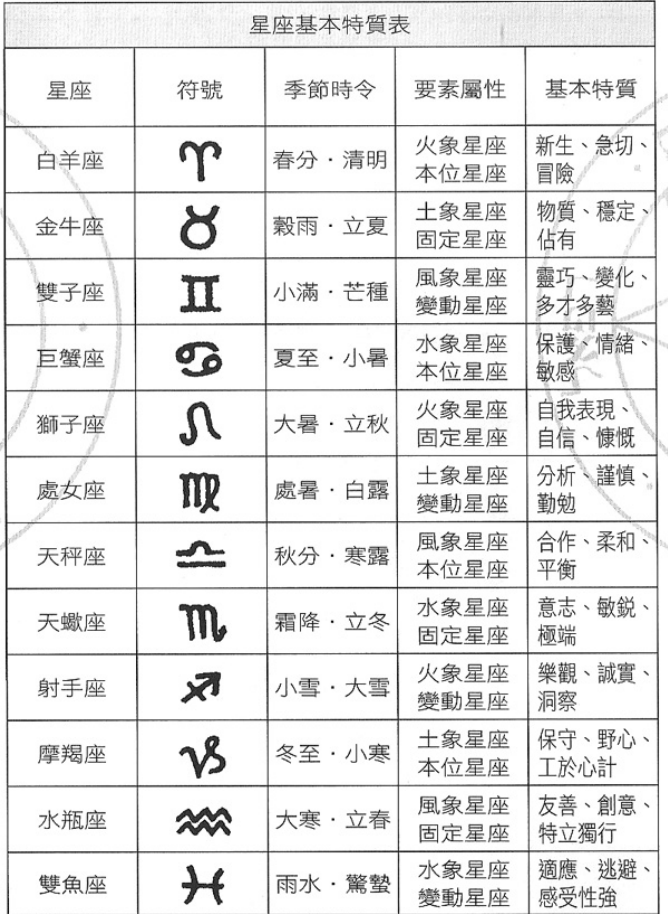 星座基本特質表
星座 符號 季節時令 要素屬性 基本特質
白羊座 ♈ 春分・清明 火象星座 新生、急切、
本位星座 冒險
金牛座 ♉ 穀雨・立夏 土象星座 物質、穩定、
固定星座 佔有
雙子座 ♊ 小滿・芒種 風象星座 靈巧、變化、
變動星座 多才多藝
巨蟹座 ♋ 夏至・小暑 水象星座 保護、情緒、
本位星座 敏感
獅子座 ♌ 大暑・立秋 火象星座 自我表現、
固定星座 自信、慷慨
處女座 ♍ 處暑・白露 土象星座 分析、謹慎、
變動星座 勤勉
天秤座 ♎ 秋分・寒露 風象星座 合作、柔和、
本位星座 平衡
天蠍座 ♏ 霜降・立冬 水象星座 意志、敏銳、
固定星座 極端
射手座 ♐ 小雪・大雪 火象星座 樂觀、誠實、
變動星座 洞察
摩羯座 ♑ 冬至・小寒 土象星座 保守、野心、
本位星座 工於心計
水瓶座 ♒ 大寒・立春 風象星座 友善、創意、
固定星座 特立獨行
雙魚座 ♓ 雨水・驚蟄 水象星座 適應、逃避、
變動星座 感受性強